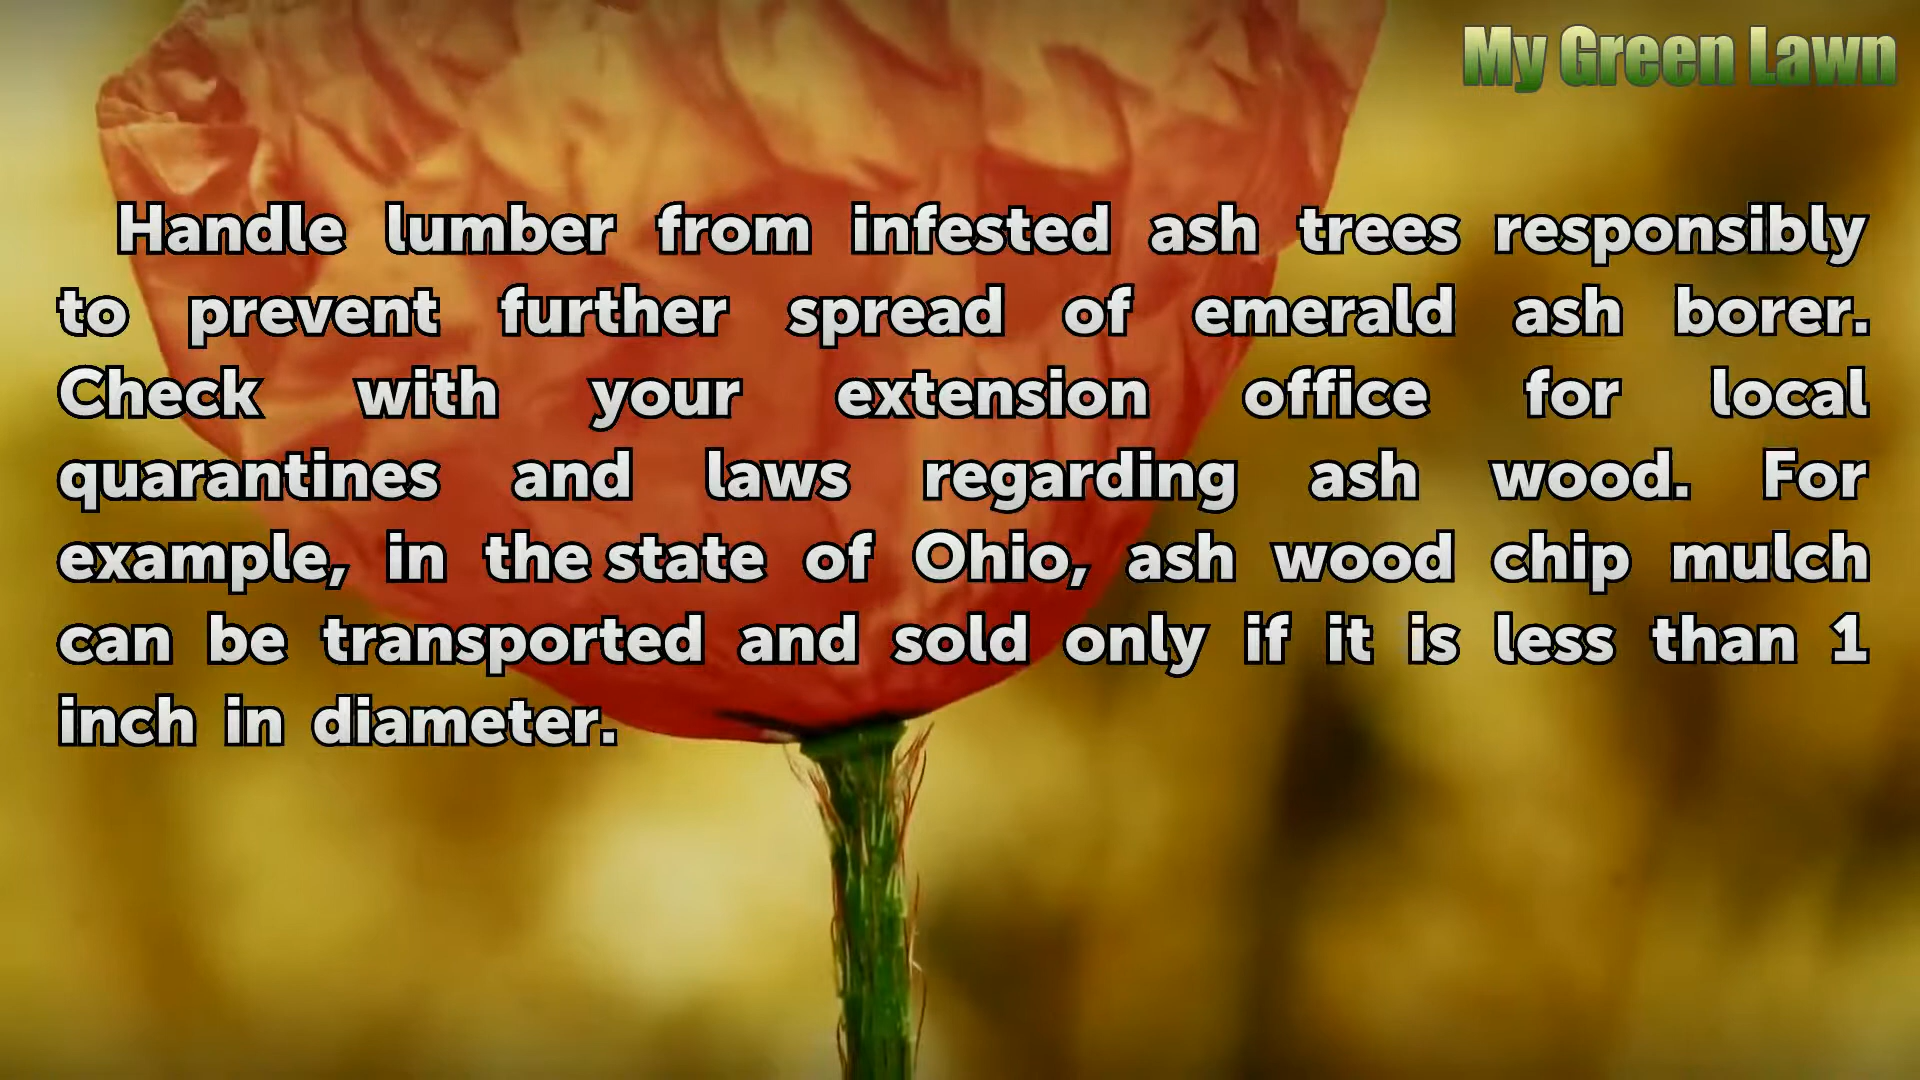 My Green Lawn
Handle lumber from infested ash trees responsibly
to prevent further spread of emerald ash borer.
Check with your extension office for local
quarantines and laws regarding ash wood. For
example, in the state of Ohio, ash wood chip mulch
can be transported and sold only if it is less than 1
inch in diameter.